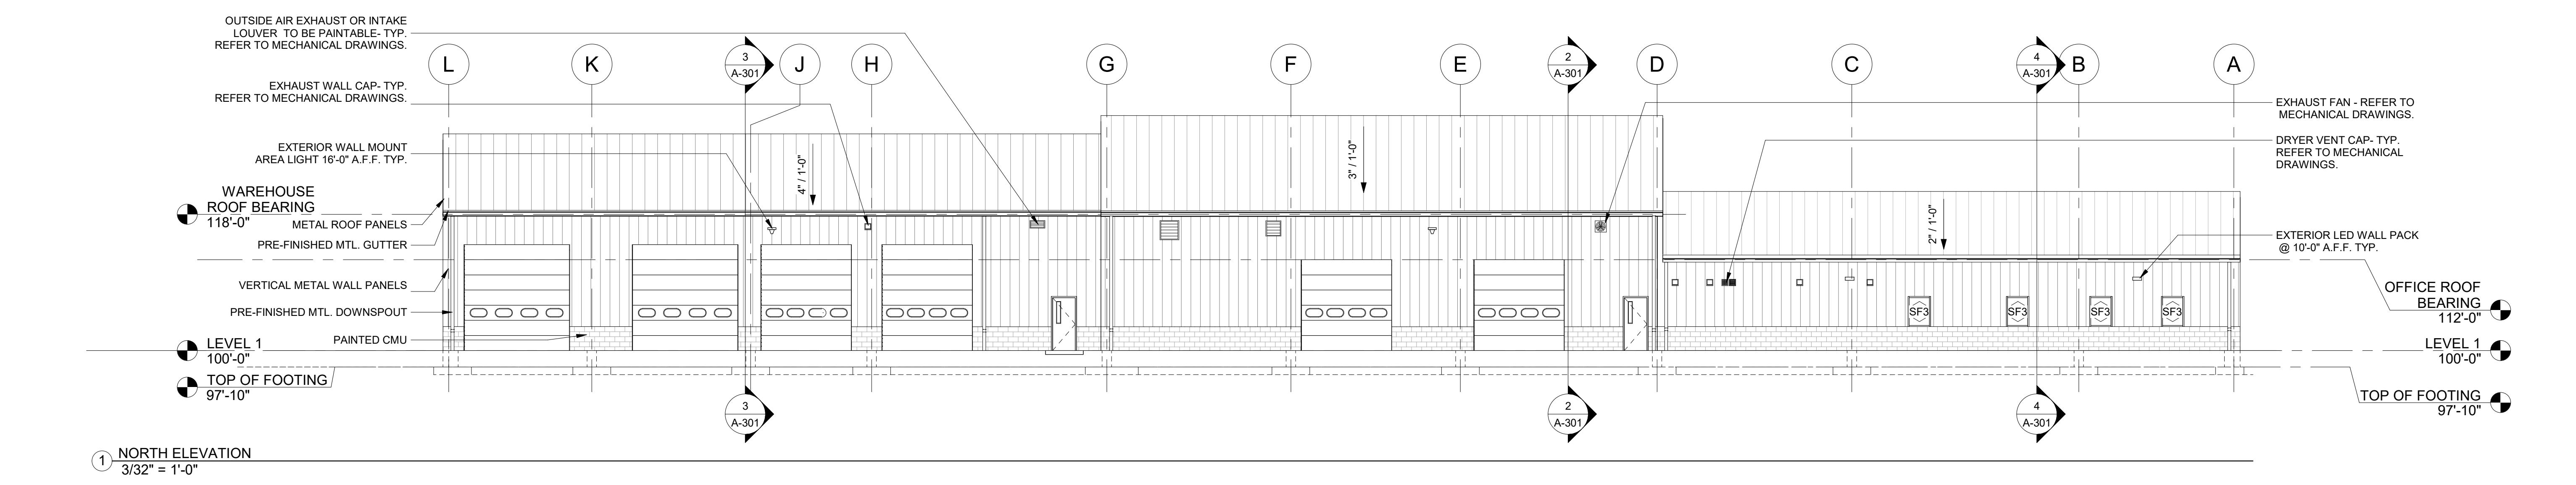 OUTSIDE AIR EXHAUST OR INTAKE
LOUVER TO BE PAINTABLE- TYP.
REFER TO MECHANICAL DRAWINGS.
EXHAUST WALL CAP- TYP.
REFER TO MECHANICAL DRAWINGS.
EXTERIOR WALL MOUNT
AREA LIGHT 16'-0" A.F.F. TYP.
WAREHOUSE
ROOF BEARING
118'-0"
METAL ROOF PANELS
PRE-FINISHED MTL. GUTTER
VERTICAL METAL WALL PANELS
PRE-FINISHED MTL. DOWNSPOUT
PAINTED CMU
LEVEL 1
100'-0"
TOP OF FOOTING
97'-10"
L
K
3
A-301
J
H
G
F
E
2
A-301
D
C
4
A-301
B
A
4" / 1'-0"
3" / 1'-0"
2" / 1'-0"
SF3
SF3
SF3
SF3
EXHAUST FAN - REFER TO
MECHANICAL DRAWINGS.
DRYER VENT CAP- TYP.
REFER TO MECHANICAL
DRAWINGS.
EXTERIOR LED WALL PACK
@ 10'-0" A.F.F. TYP.
OFFICE ROOF
BEARING
112'-0"
LEVEL 1
100'-0"
TOP OF FOOTING
97'-10"
3
A-301
2
A-301
4
A-301
1
NORTH ELEVATION
3/32" = 1'-0"